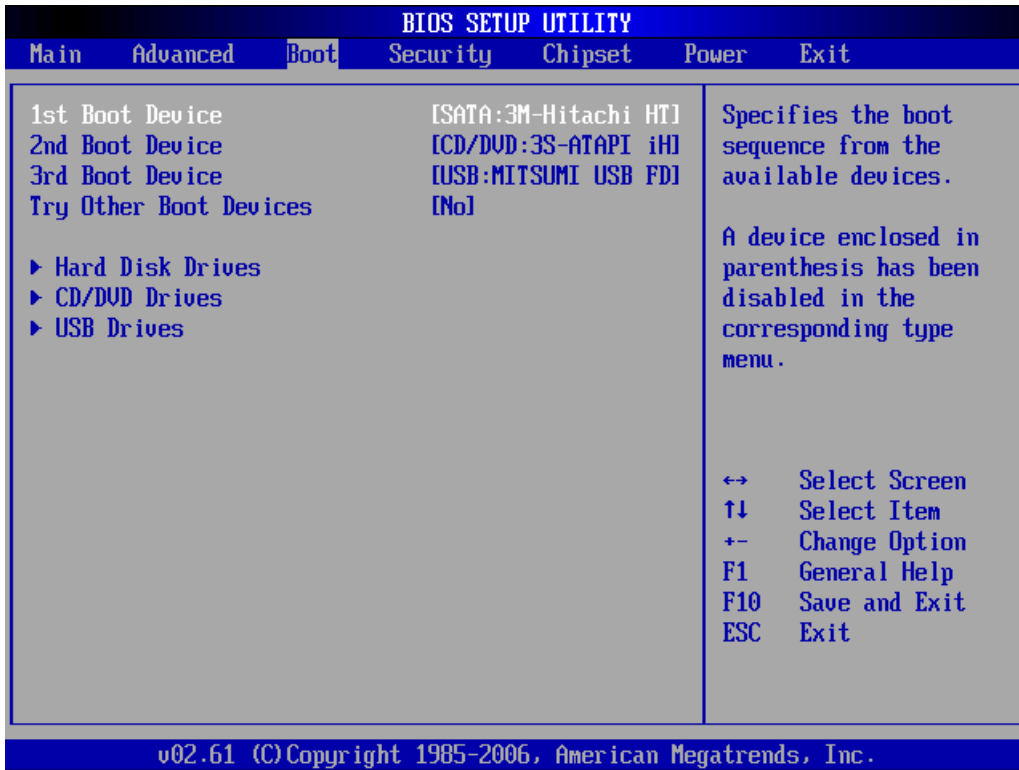 BIOS SETUP UTILITY
Main Advanced Boot Security Chipset Power Exit
1st Boot Device [SATA:3M-Hitachi HT]
2nd Boot Device [CD/DVD:3S-ATAPI iH]
3rd Boot Device [USB:MITSUMI USB FD]
Try Other Boot Devices [No]
▶ Hard Disk Drives
▶ CD/DVD Drives
▶ USB Drives
Specifies the boot
sequence from the
available devices.
A device enclosed in
parenthesis has been
disabled in the
corresponding type
menu.
←→ Select Screen
↑↓ Select Item
+- Change Option
F1 General Help
F10 Save and Exit
ESC Exit
v02.61 (C)Copyright 1985-2006, American Megatrends, Inc.